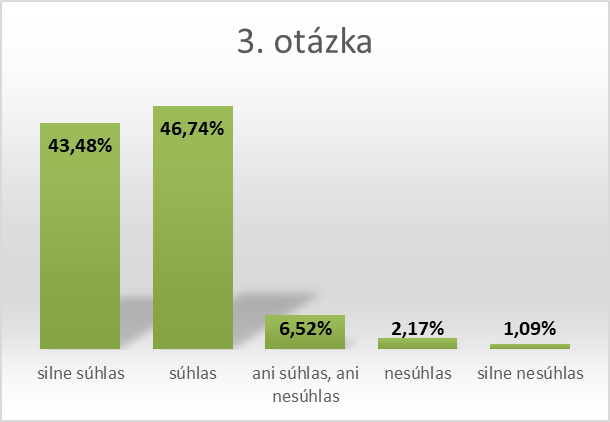 3. otázka
43,48%
46,74%
6,52%
2,17%
1,09%
silne súhlas
súhlas
ani súhlas, ani
nesúhlas
nesúhlas
silne nesúhlas